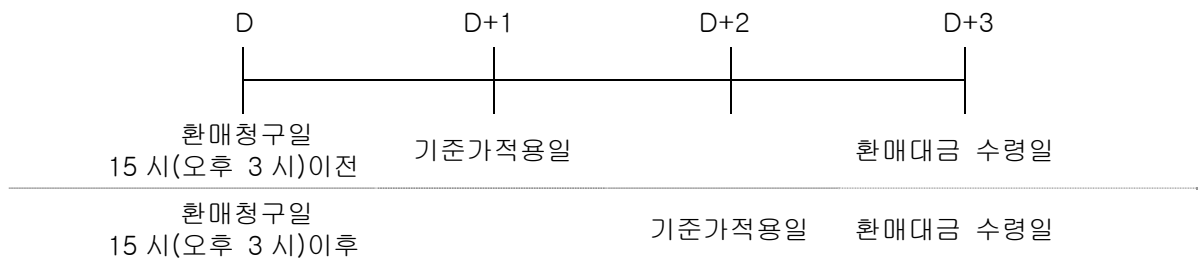 D D+1 D+2 D+3
환매청구일
15 시(오후 3 시)이전 기준가적용일 환매대금 수령일
환매청구일
15 시(오후 3 시)이후 기준가적용일 환매대금 수령일